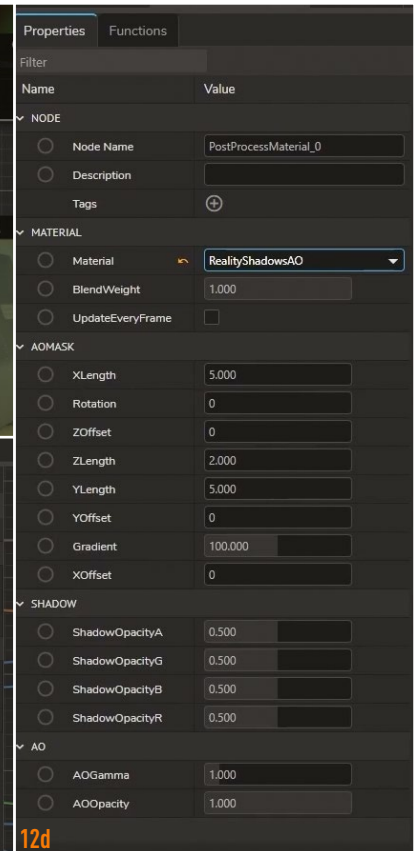 Properties Functions
Filter
Name Value
NODE
Node Name PostProcessMaterial_0
Description
Tags
MATERIAL
Material RealityShadowsAO
BlendWeight 1.000
UpdateEveryFrame
AOMASK
XLength 5.000
Rotation 0
ZOffset 0
ZLength 2.000
YLength 5.000
YOffset 0
Gradient 100.000
XOffset 0
SHADOW
ShadowOpacityA 0.500
ShadowOpacityG 0.500
ShadowOpacityB 0.500
ShadowOpacityR 0.500
AO
AOGamma 1.000
AOOpacity 1.000
12d